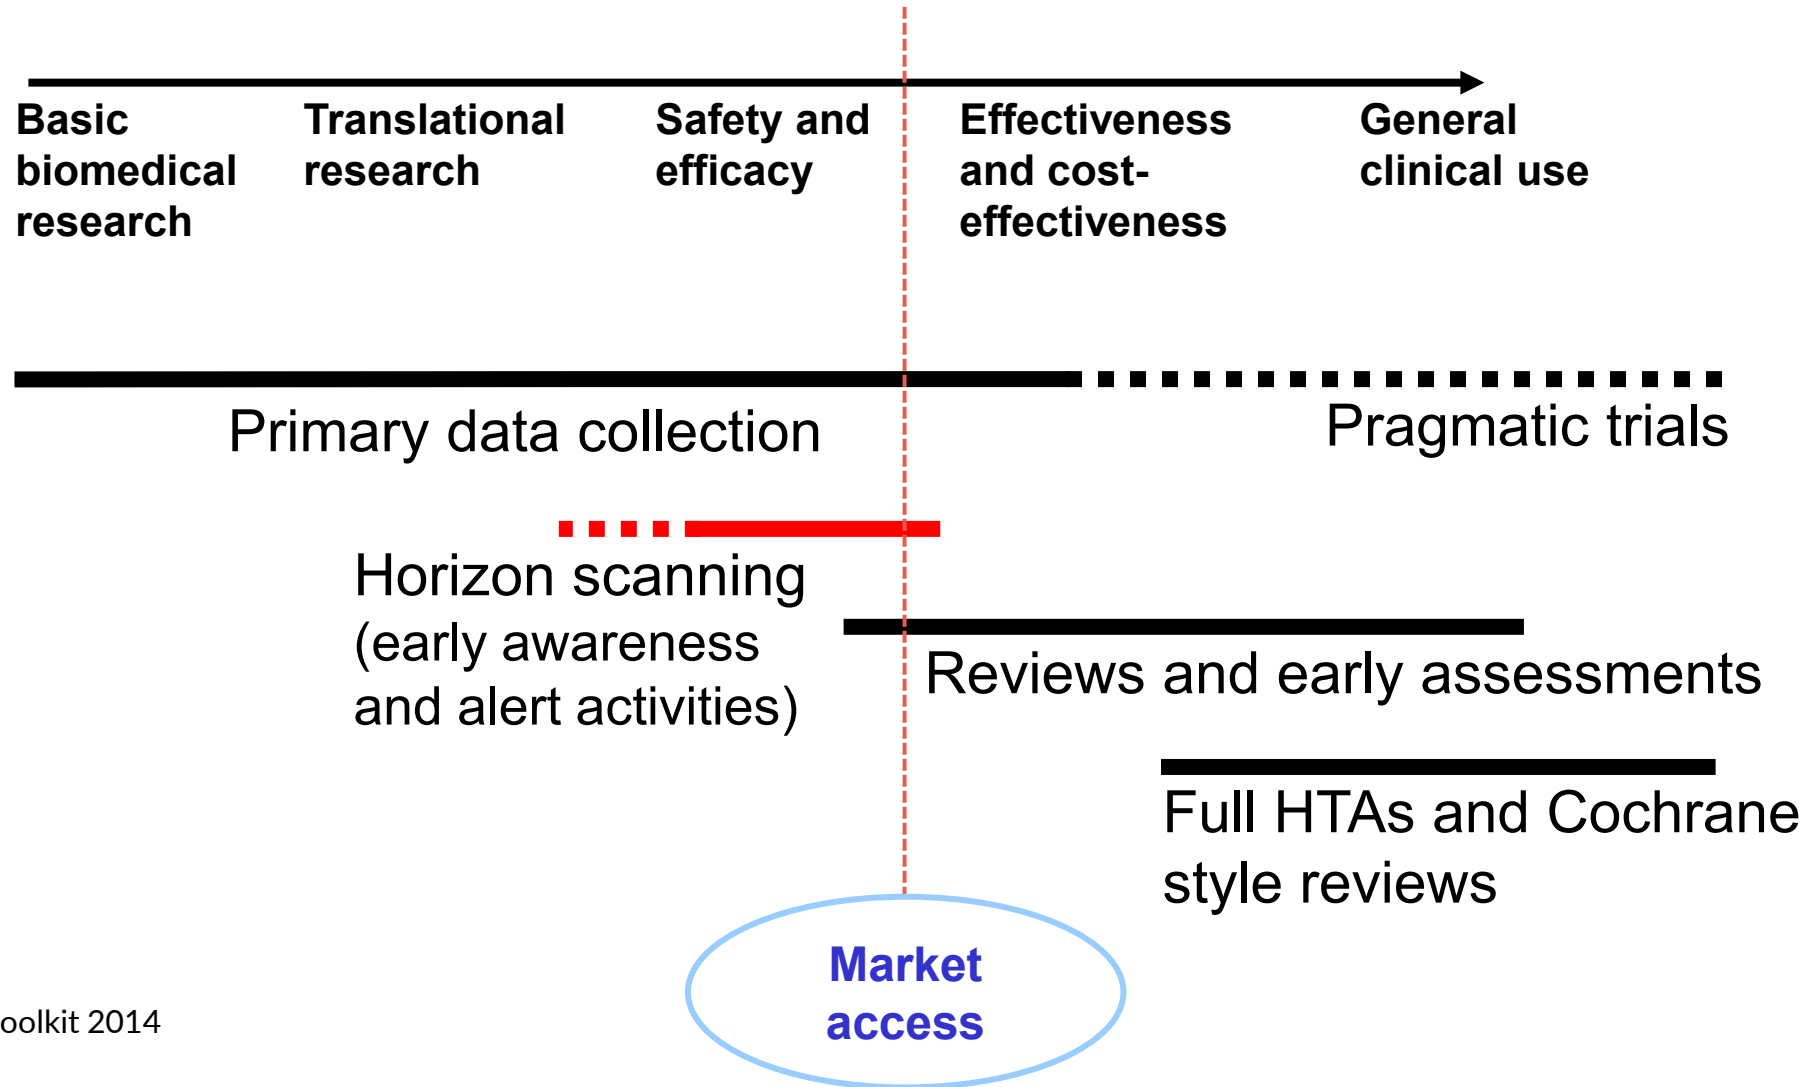 Basic
biomedical
research
Translational
research
Safety and
efficacy
Effectiveness
and cost-
effectiveness
General
clinical use
Primary data collection
Pragmatic trials
Horizon scanning
(early awareness
and alert activities)
Reviews and early assessments
Full HTAs and Cochrane
style reviews
Market
access
oolkit 2014